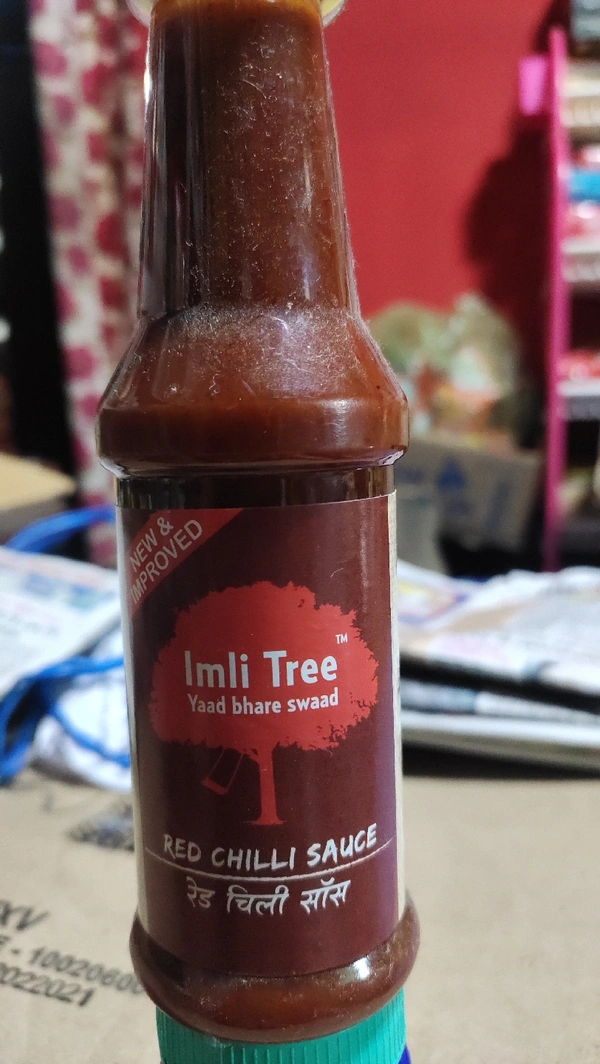 NEW &
IMPROVED
Imli Tree™
Yaad bhare swaad
RED CHILLI SAUCE
रेड चिली सॉस